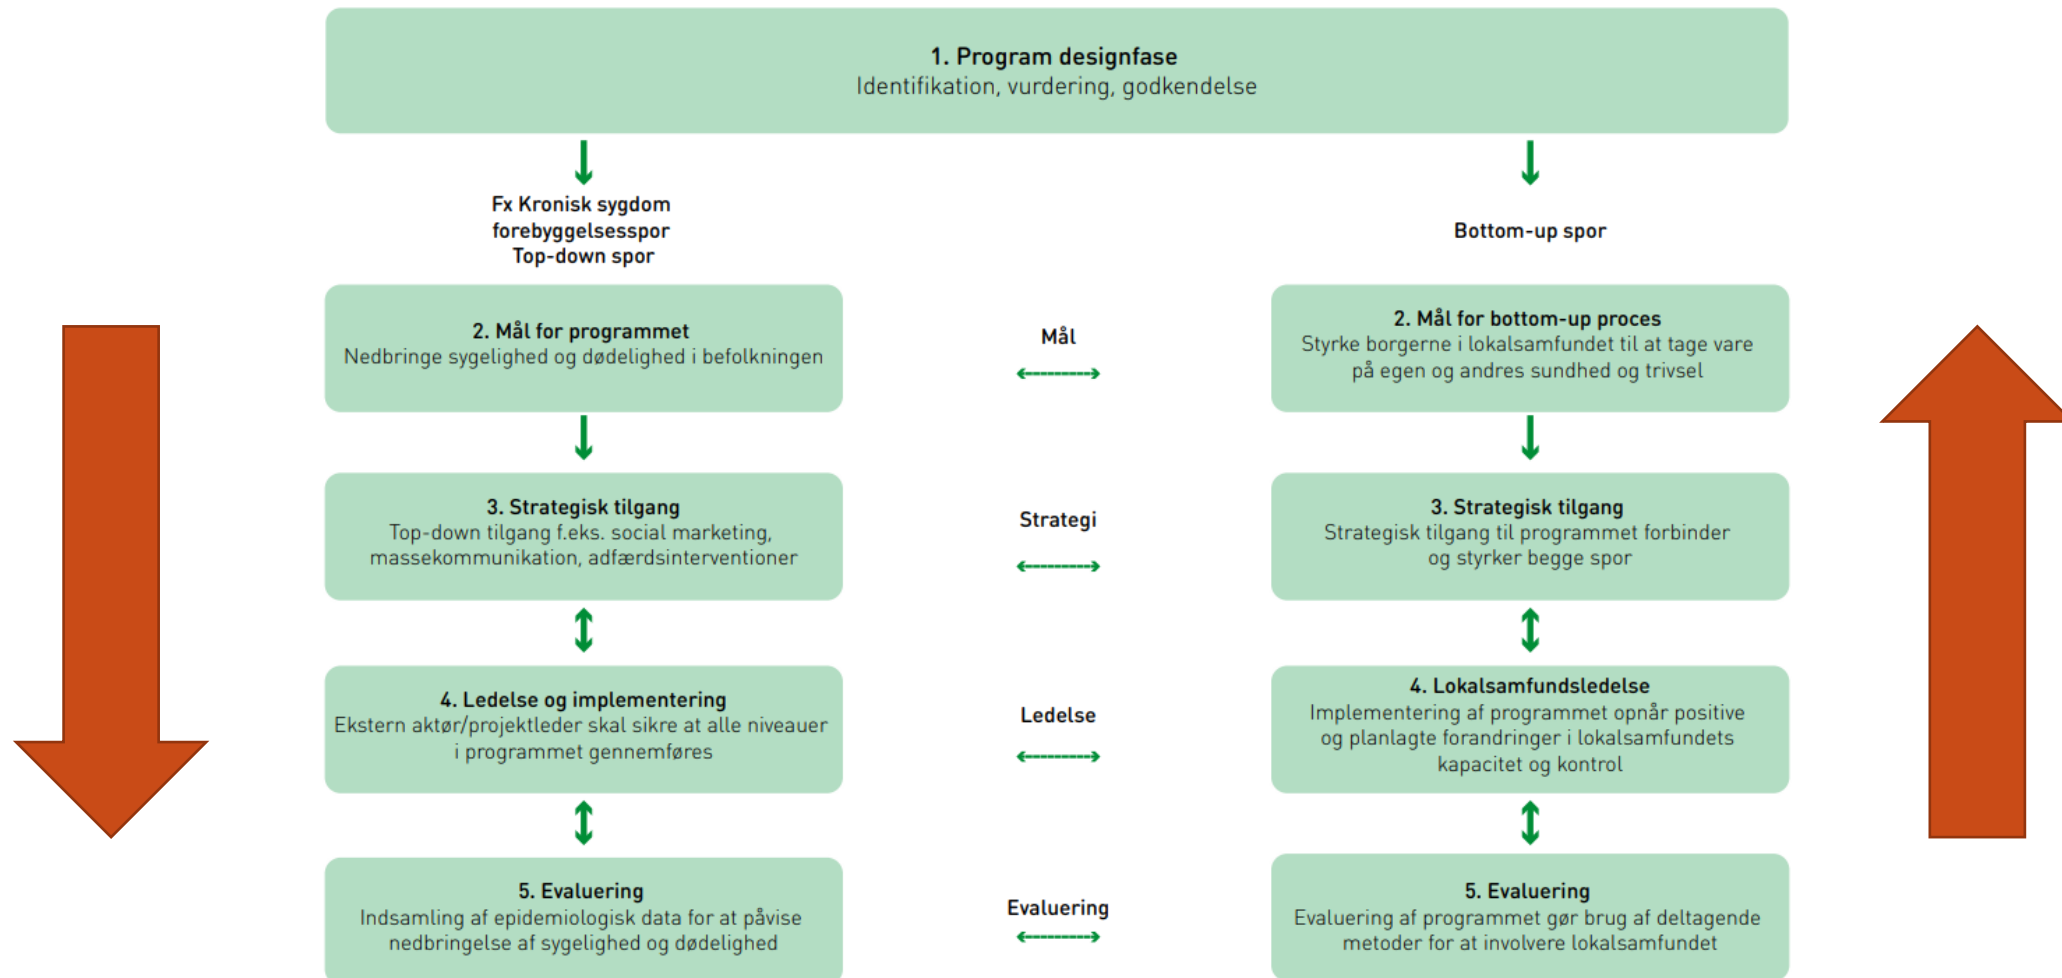 1. Program designfase
Identifikation, vurdering, godkendelse
Fx Kronisk sygdom
forebyggelsesspor
Top-down spor
Bottom-up spor
2. Mål for programmet
Nedbringe sygelighed og dødelighed i befolkningen
Mål
2. Mål for bottom-up proces
Styrke borgerne i lokalsamfundet til at tage vare
på egen og andres sundhed og trivsel
3. Strategisk tilgang
Top-down tilgang f.eks. social marketing,
massekommunikation, adfærdsinterventioner
Strategi
3. Strategisk tilgang
Strategisk tilgang til programmet forbinder
og styrker begge spor
4. Ledelse og implementering
Ekstern aktør/projektleder skal sikre at alle niveauer
i programmet gennemføres
Ledelse
4. Lokalsamfundsledelse
Implementering af programmet opnår positive
og planlagte forandringer i lokalsamfundets
kapacitet og kontrol
5. Evaluering
Indsamling af epidemiologisk data for at påvise
nedbringelse af sygelighed og dødelighed
Evaluering
5. Evaluering
Evaluering af programmet gør brug af deltagende
metoder for at involvere lokalsamfundet